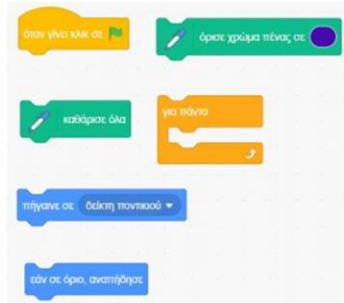 όταν γίνει κλικ σε
όρισε χρώμα πένας σε
καθάρισε όλα
για πάντα
πήγαινε σε δείκτη ποντικιού
εάν σε όριο, αναπήδησε